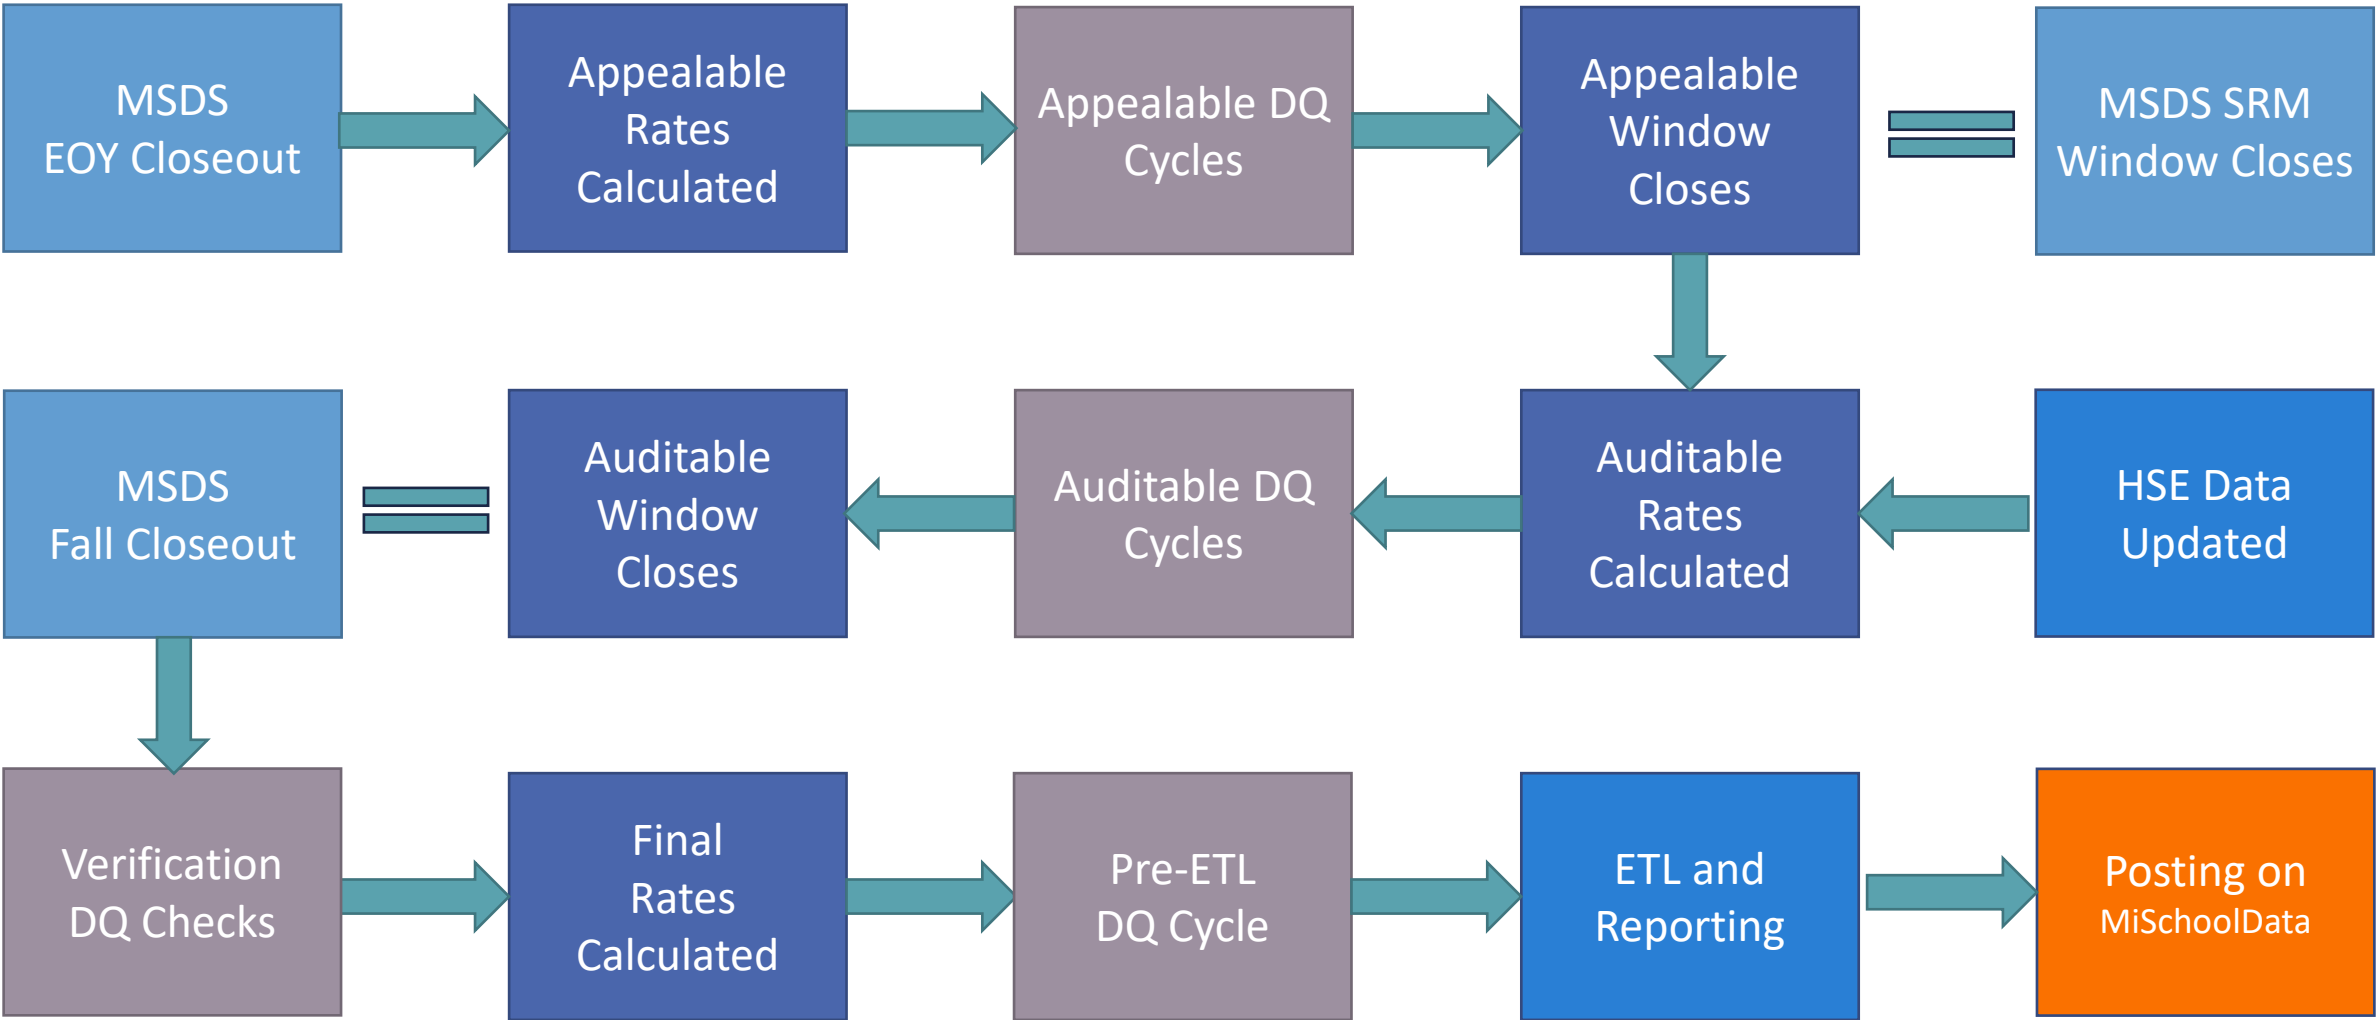 MSDS
EOY Closeout
Appealable
Rates
Calculated
Appealable DQ
Cycles
Appealable
Window
Closes
MSDS SRM
Window Closes
MSDS
Fall Closeout
Auditable
Window
Closes
Auditable DQ
Cycles
Auditable
Rates
Calculated
HSE Data
Updated
Verification
DQ Checks
Final
Rates
Calculated
Pre-ETL
DQ Cycle
ETL and
Reporting
Posting on
MiSchoolData